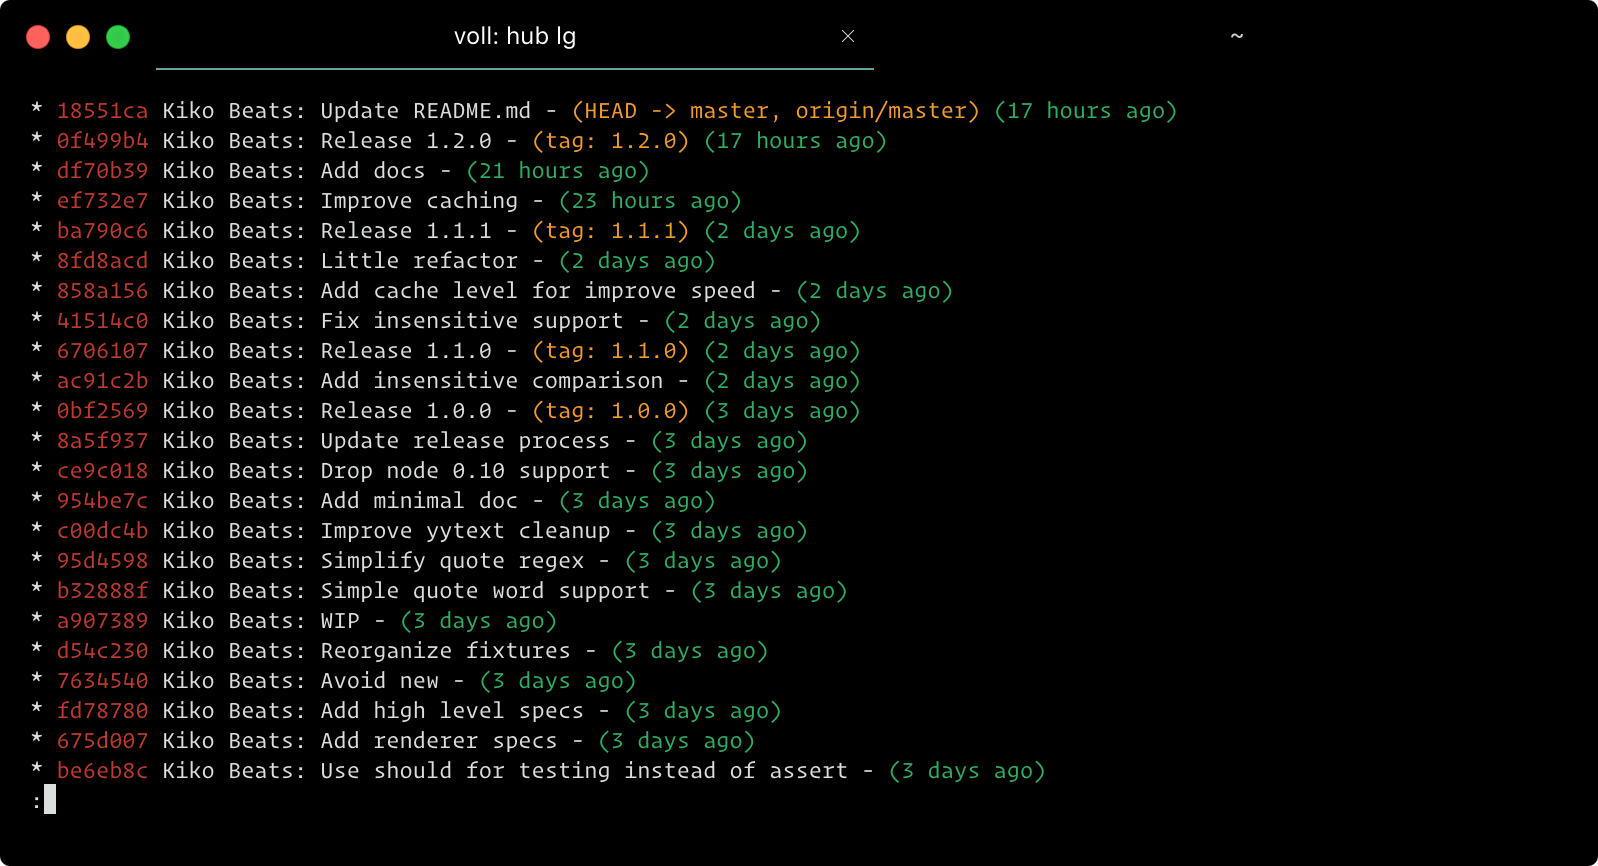 voll: hub lg × ~
* 18551ca Kiko Beats: Update README.md - (HEAD -> master, origin/master) (17 hours ago)
* 0f499b4 Kiko Beats: Release 1.2.0 - (tag: 1.2.0) (17 hours ago)
* df70b39 Kiko Beats: Add docs - (21 hours ago)
* ef732e7 Kiko Beats: Improve caching - (23 hours ago)
* ba790c6 Kiko Beats: Release 1.1.1 - (tag: 1.1.1) (2 days ago)
* 8fd8acd Kiko Beats: Little refactor - (2 days ago)
* 858a156 Kiko Beats: Add cache level for improve speed - (2 days ago)
* 41514c0 Kiko Beats: Fix insensitive support - (2 days ago)
* 6706107 Kiko Beats: Release 1.1.0 - (tag: 1.1.0) (2 days ago)
* ac91c2b Kiko Beats: Add insensitive comparison - (2 days ago)
* 0bf2569 Kiko Beats: Release 1.0.0 - (tag: 1.0.0) (3 days ago)
* 8a5f937 Kiko Beats: Update release process - (3 days ago)
* ce9c018 Kiko Beats: Drop node 0.10 support - (3 days ago)
* 954be7c Kiko Beats: Add minimal doc - (3 days ago)
* c00dc4b Kiko Beats: Improve yytext cleanup - (3 days ago)
* 95d4598 Kiko Beats: Simplify quote regex - (3 days ago)
* b32888f Kiko Beats: Simple quote word support - (3 days ago)
* a907389 Kiko Beats: WIP - (3 days ago)
* d54c230 Kiko Beats: Reorganize fixtures - (3 days ago)
* 7634540 Kiko Beats: Avoid new - (3 days ago)
* fd78780 Kiko Beats: Add high level specs - (3 days ago)
* 675d007 Kiko Beats: Add renderer specs - (3 days ago)
* be6eb8c Kiko Beats: Use should for testing instead of assert - (3 days ago)
: